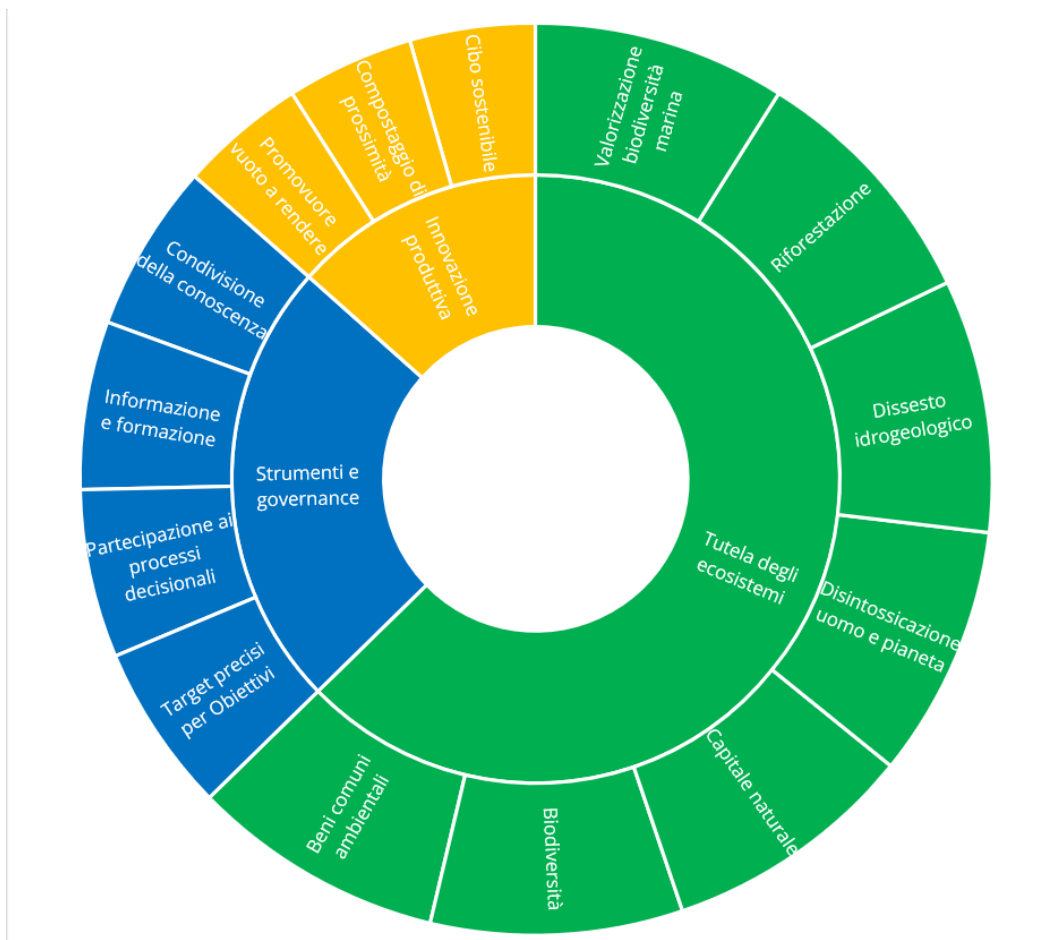 Cibo sostenibile
Compostaggio di
prossimità
Promovuore
vuoto a rendere
Innovazione
produttiva
Valorizzazione
biodiversità
marina
Riforestazione
Dissesto
idrogeologico
Disintossicazione
uomo e pianeta
Capitale naturale
Biodiversità
Beni comuni
ambientali
Tutela degli
ecosistemi
Condivisione
della conoscenza
Informazione
e formazione
Partecipazione ai
processi
decisionali
Target precisi
per Obiettivi
Strumenti e
governance